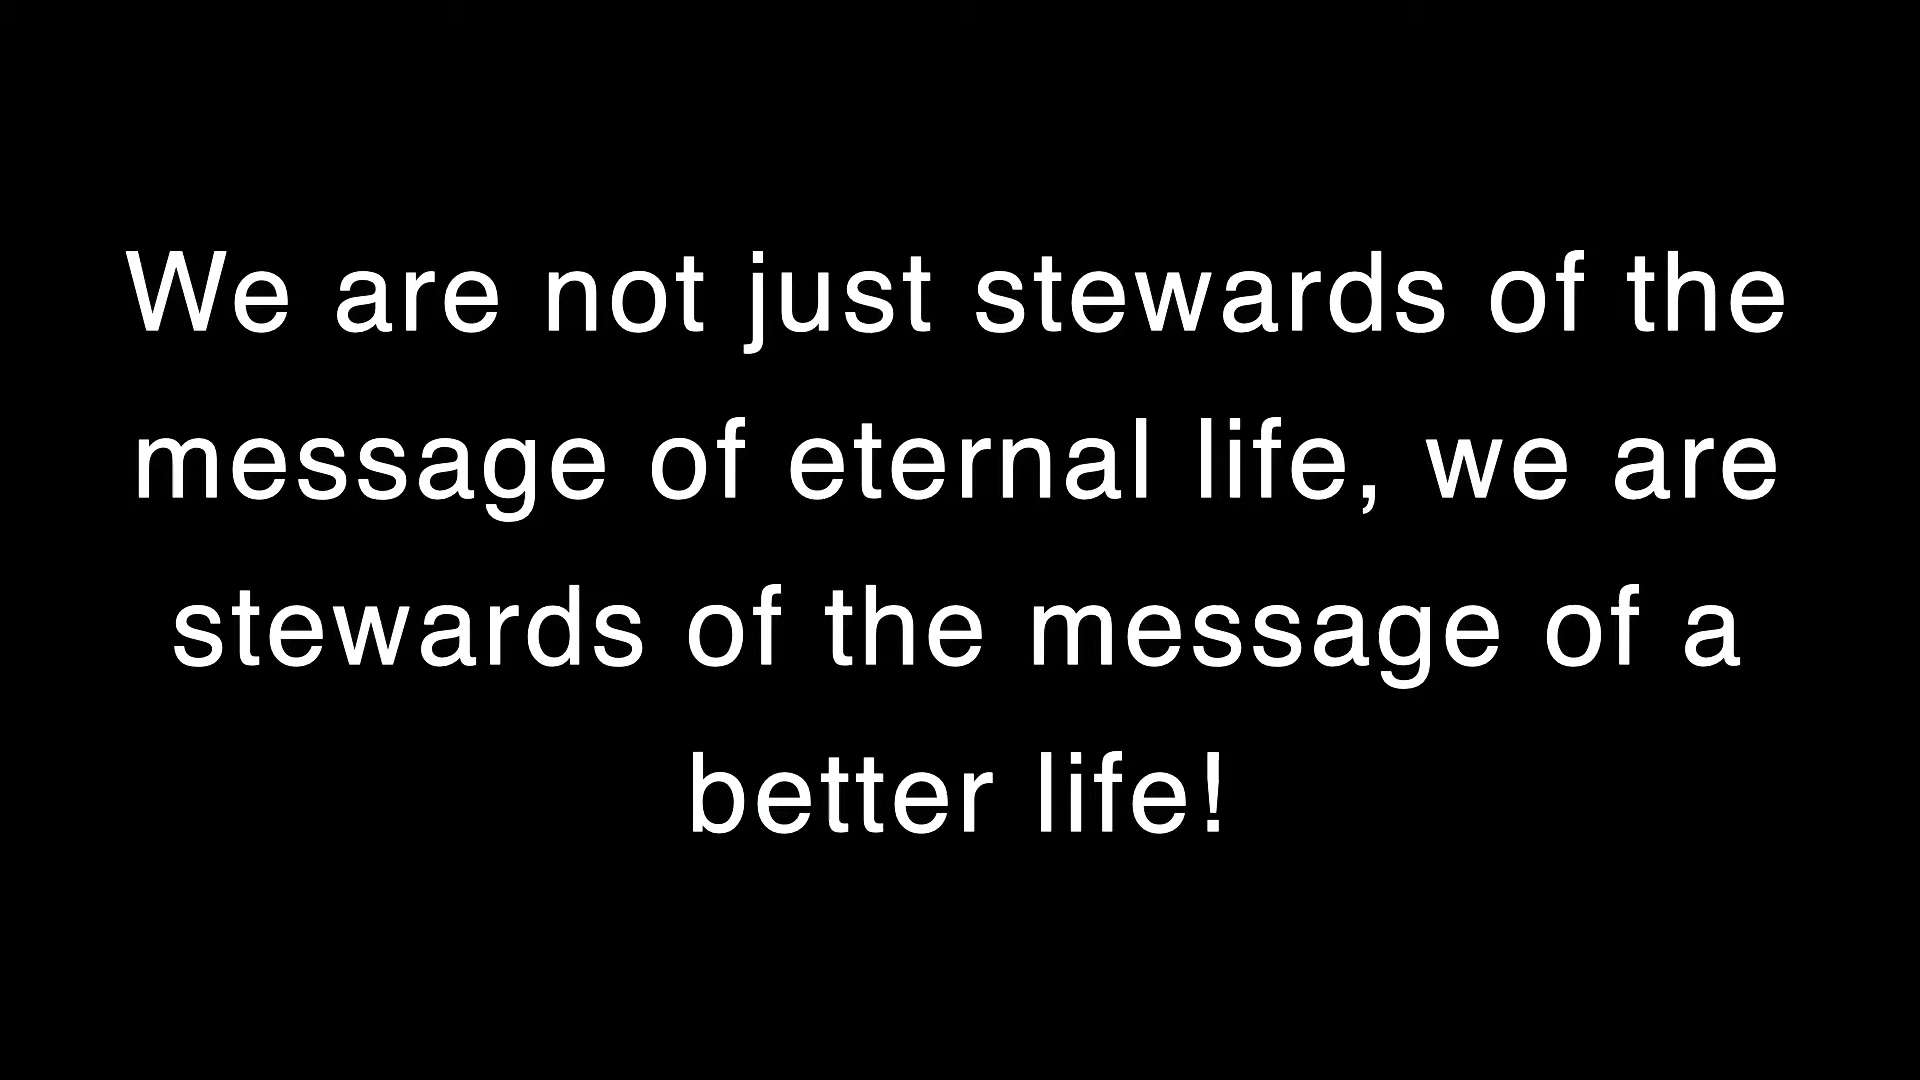 We are not just stewards of the
message of eternal life, we are
stewards of the message of a
better life!